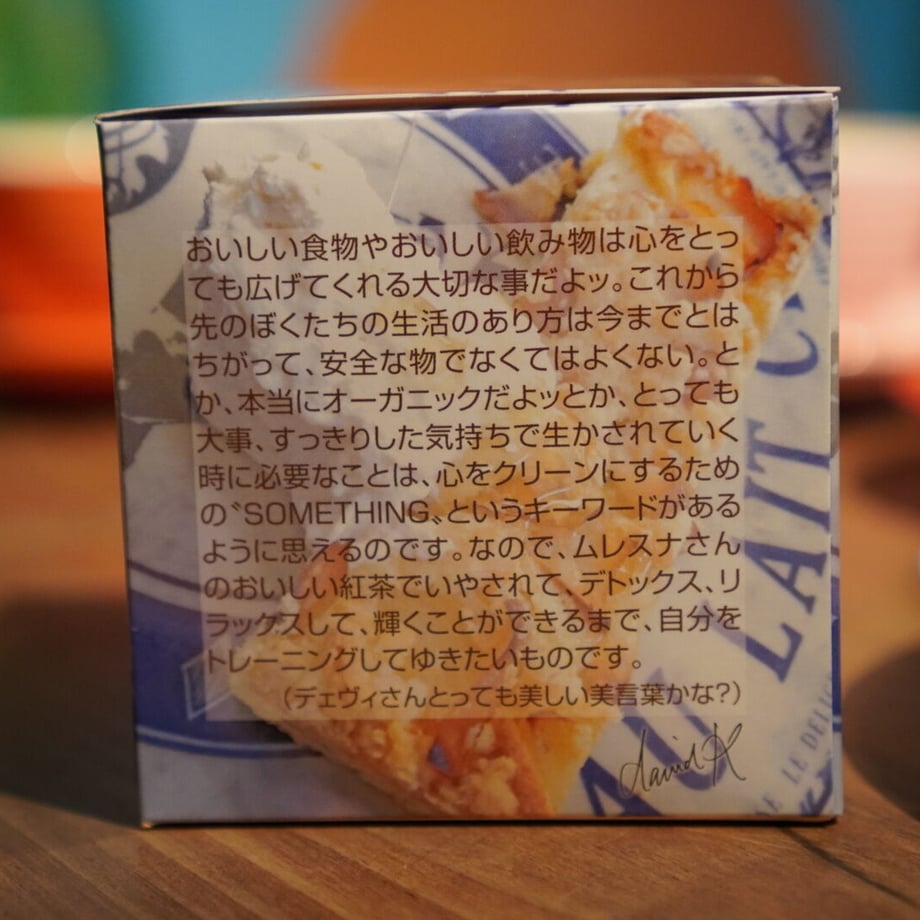 おいしい食物やおいしい飲み物は心をとっ
ても広げてくれる大切な事だよッ。これから
先のぼくたちの生活のあり方は今までとは
ちがって、安全な物でなくてはよくない。と
か、本当にオーガニックだよッとか、とっても
大事、すっきりした気持ちで生かされていく
時に必要なことは、心をクリーンにするため
の〝SOMETHING〟というキーワードがある
ように思えるのです。なので、ムレスナさん
のおいしい紅茶でいやされて、デトックス、リ
ラックスして、輝くことができるまで、自分を
トレーニングしてゆきたいものです。
（デェヴィさんとっても美しい美言葉かな?）
David K
AU LAIT C
LE DELI